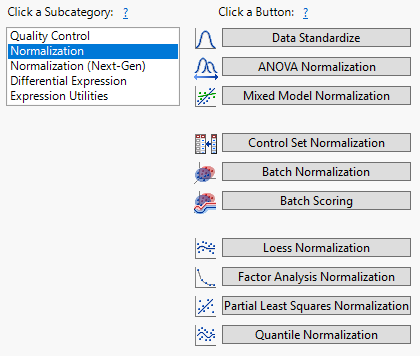 Click a Subcategory: ?
Click a Button: ?
Quality Control
Normalization
Normalization (Next-Gen)
Differential Expression
Expression Utilities
Data Standardize
ANOVA Normalization
Mixed Model Normalization
Control Set Normalization
Batch Normalization
Batch Scoring
Loess Normalization
Factor Analysis Normalization
Partial Least Squares Normalization
Quantile Normalization